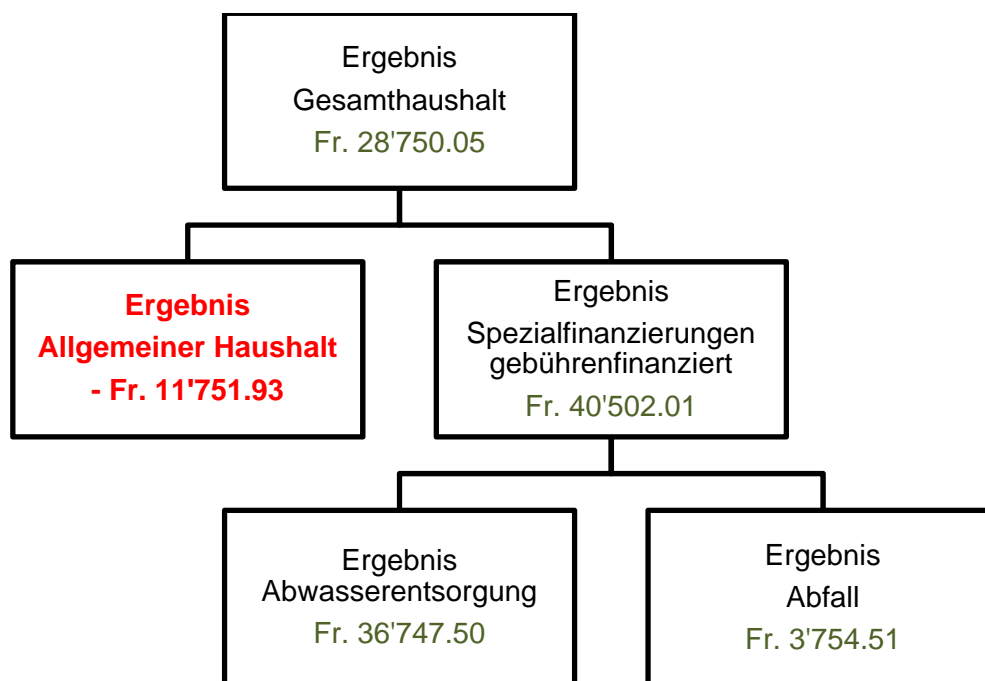 Ergebnis
Gesamthaushalt
Fr. 28'750.05
Ergebnis
Allgemeiner Haushalt
- Fr. 11'751.93
Ergebnis
Spezialfinanzierungen
gebührenfinanziert
Fr. 40'502.01
Ergebnis
Abwasserentsorgung
Fr. 36'747.50
Ergebnis
Abfall
Fr. 3'754.51